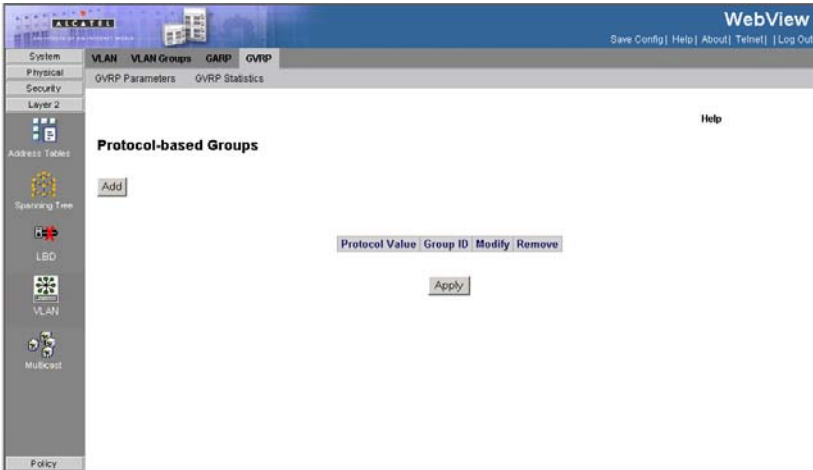 ALCATEL
WebView
Save Config| Help| About| Telnet| | Log Out
System
Physical
Security
Layer 2
Address Tables
Spanning Tree
LBD
VLAN
Multicast
Policy
VLAN VLAN Groups GARP GVRP
GVRP Parameters GVRP Statistics
Help
Protocol-based Groups
Add
Protocol Value Group ID Modify Remove
Apply